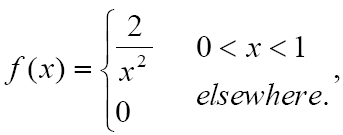 f(x) = { 2/x²    0 < x < 1
0    elsewhere. ,